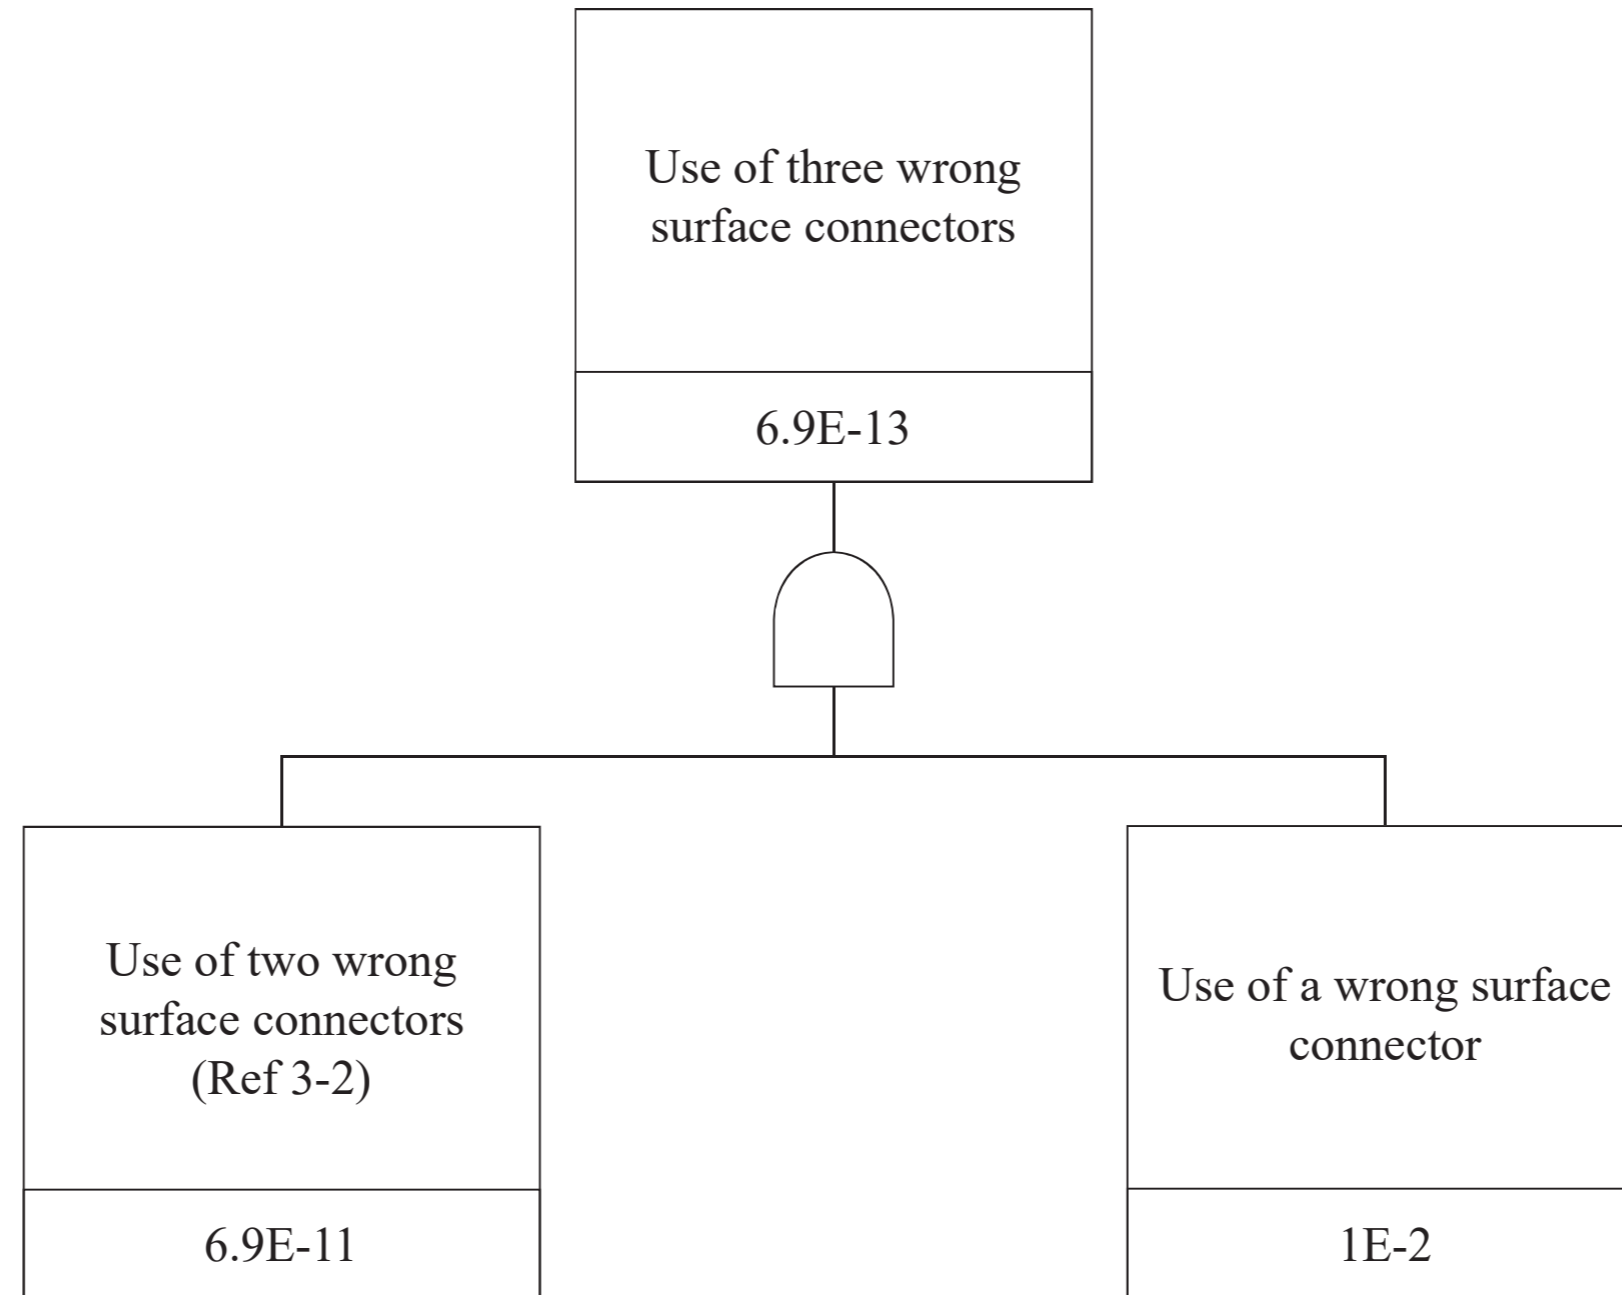 Use of three wrong
surface connectors
6.9E-13
Use of two wrong
surface connectors
(Ref 3-2)
6.9E-11
Use of a wrong surface
connector
1E-2